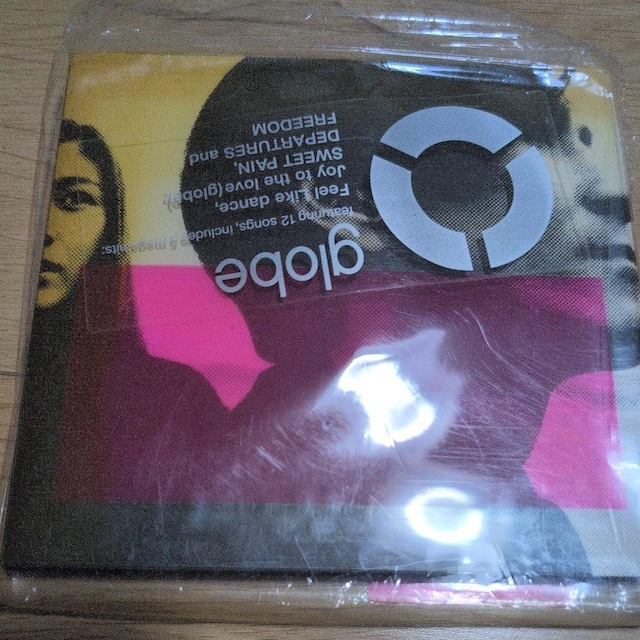 globe
featuring 12 songs, includes 5 megahits:
Feel Like dance,
Joy to the love(globe),
SWEET PAIN,
DEPARTURES and
FREEDOM